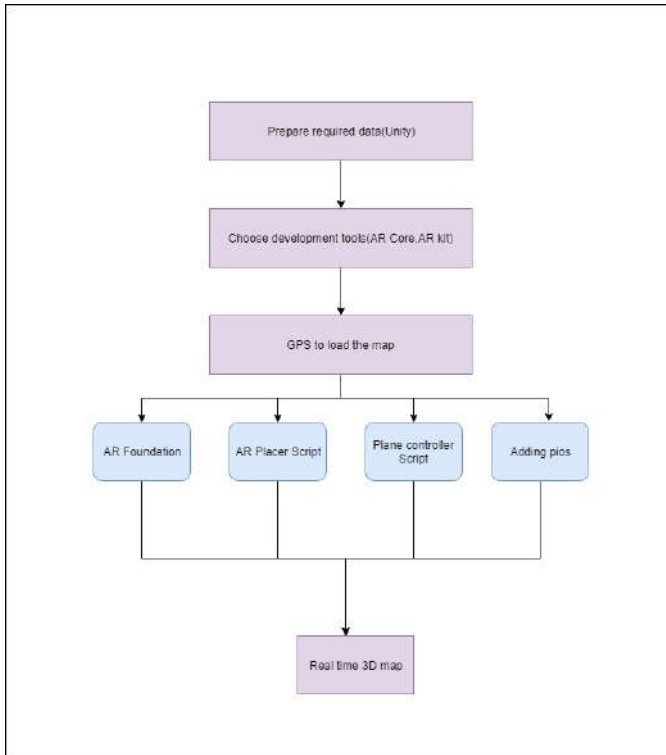 Prepare required data(Unity)
Choose development tools(AR Core,AR kit)
GPS to load the map
AR Foundation
AR Placer Script
Plane controller
Script
Adding pios
Real time 3D map